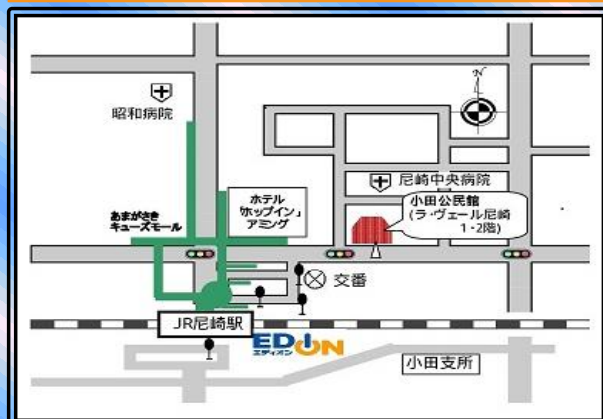 N
昭和病院
尼崎中央病院
小田公民館
(ラ・ヴェール尼崎
1・2階)
ホテル
「ホップイン」
アミング
あまがさき
キューズモール
交番
JR尼崎駅
EDION
エディオン
小田支所